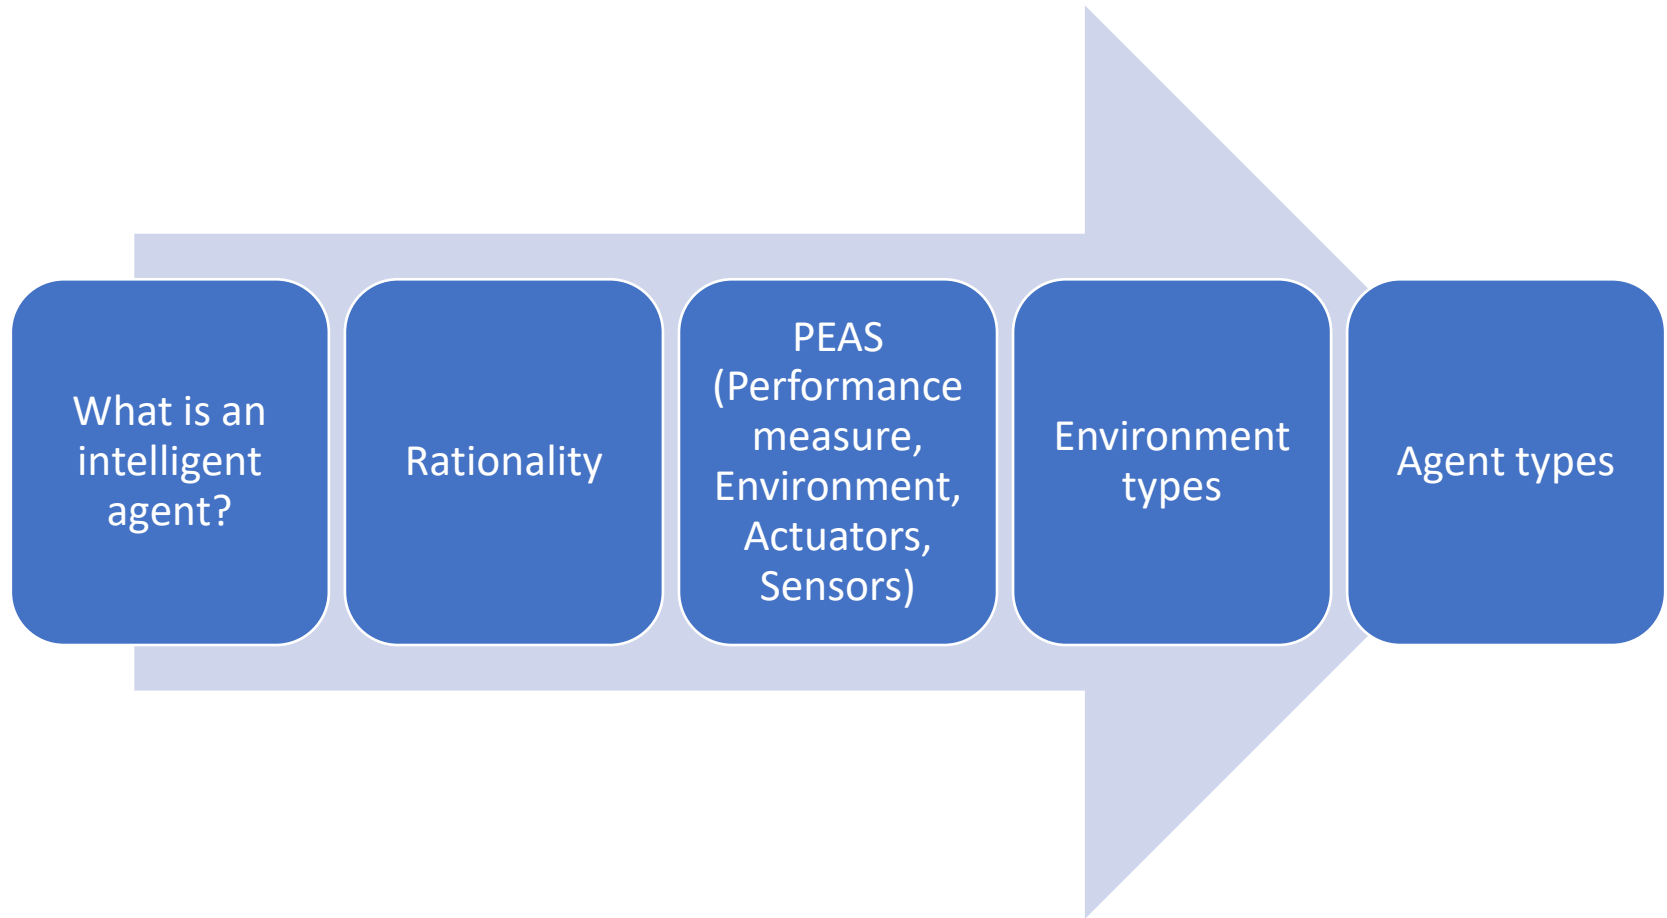 What is an
intelligent
agent?
Rationality
PEAS
(Performance
measure,
Environment,
Actuators,
Sensors)
Environment
types
Agent types